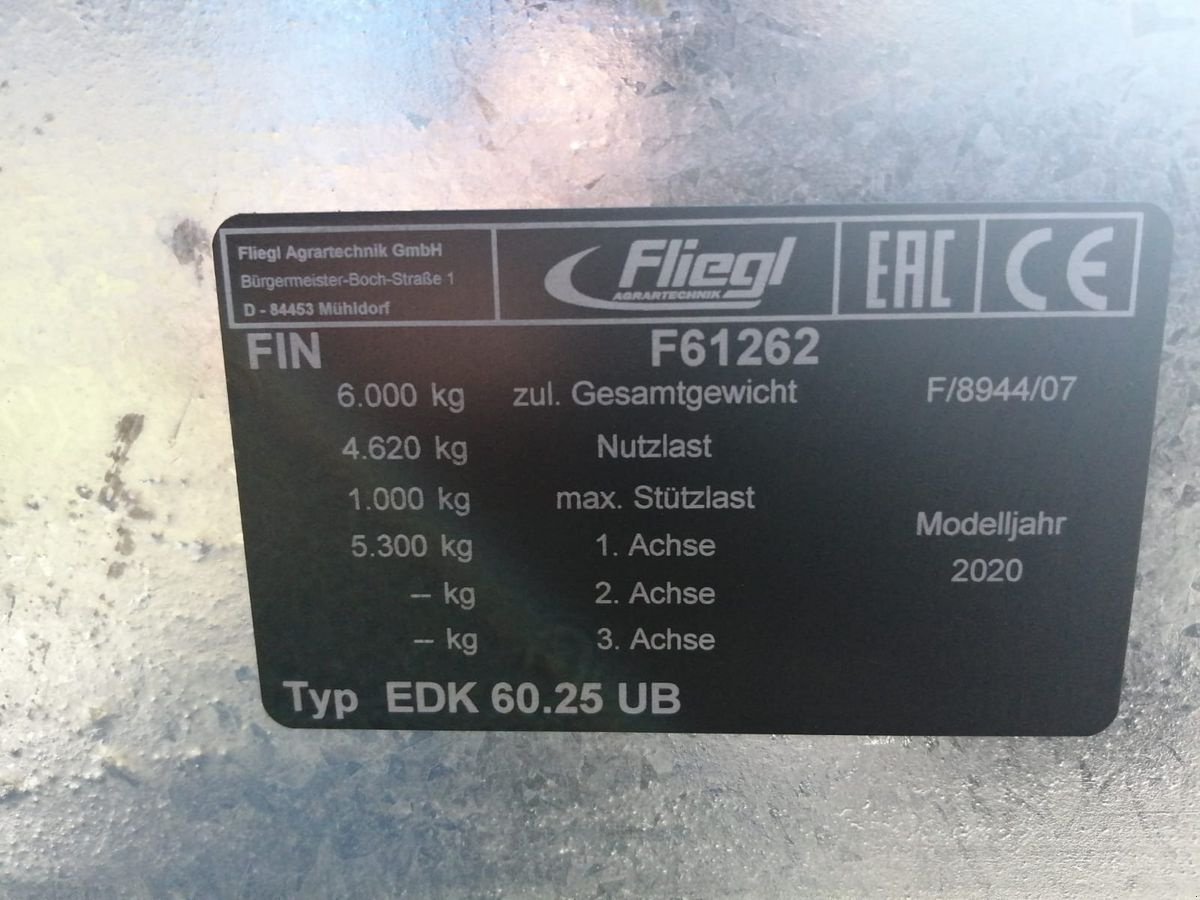 Fliegl Agrartechnik GmbH
Bürgermeister-Boch-Straße 1
D - 84453 Mühldorf
Fliegl
AGRARTECHNIK
EAC
CE
FIN F61262
6.000 kg zul. Gesamtgewicht F/8944/07
4.620 kg Nutzlast
1.000 kg max. Stützlast
Modelljahr
5.300 kg 1. Achse
2020
-- kg 2. Achse
-- kg 3. Achse
Typ EDK 60.25 UB